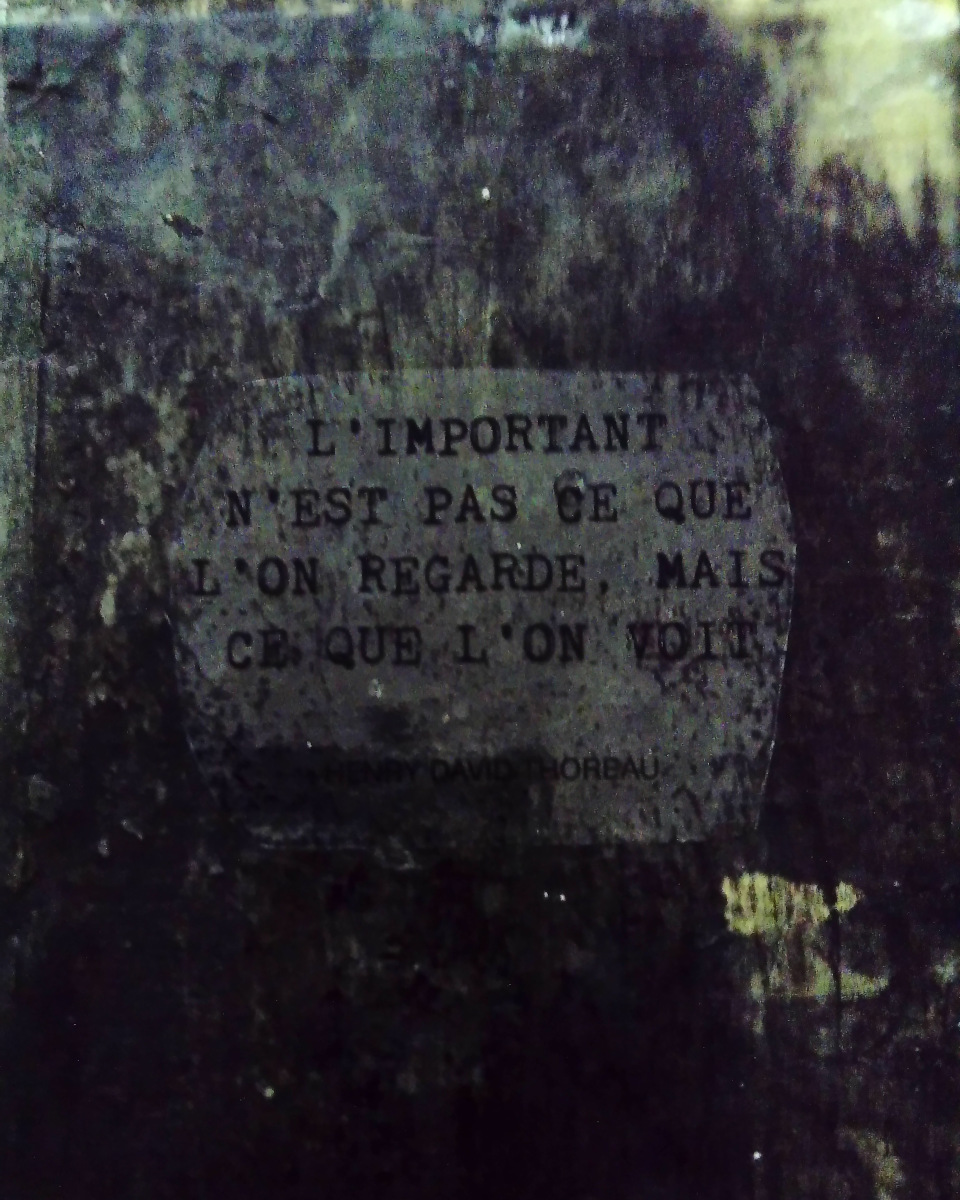 L'IMPORTANT
N'EST PAS CE QUE
L'ON REGARDE, MAIS
CE QUE L'ON VOIT
HENRY DAVID THOREAU